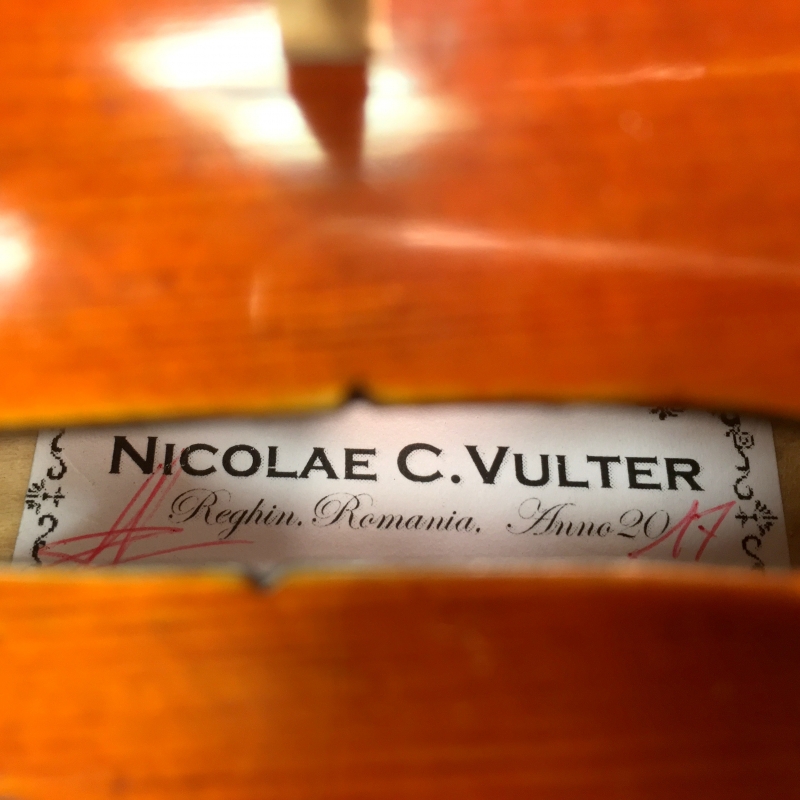 NICOLAE C.VULTER
Reghin. Romania. Anno 2017